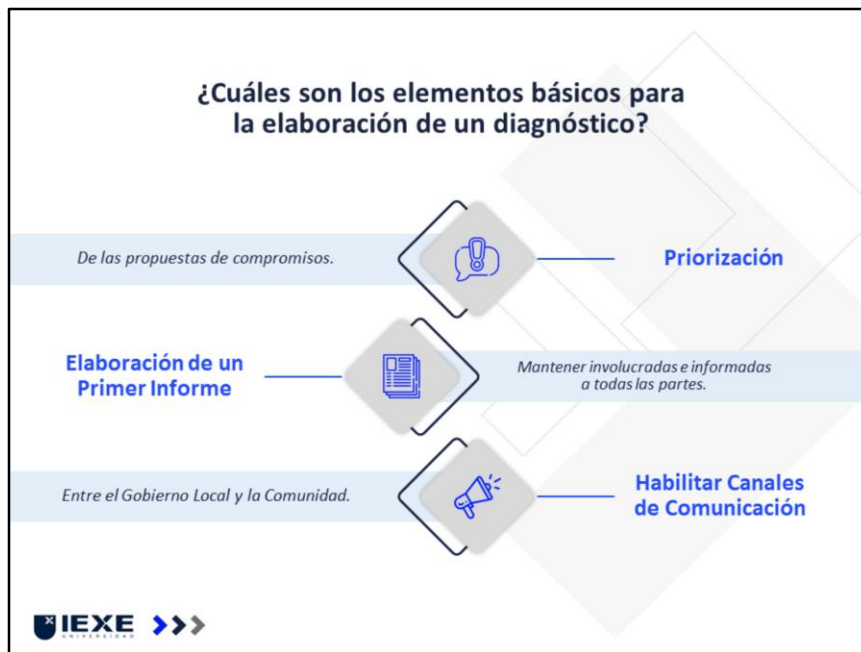 ¿Cuáles son los elementos básicos para
la elaboración de un diagnóstico?
De las propuestas de compromisos.
Priorización
Elaboración de un
Primer Informe
Mantener involucradas e informadas
a todas las partes.
Entre el Gobierno Local y la Comunidad.
Habilitar Canales
de Comunicación
IEXE
UNIVERSIDAD